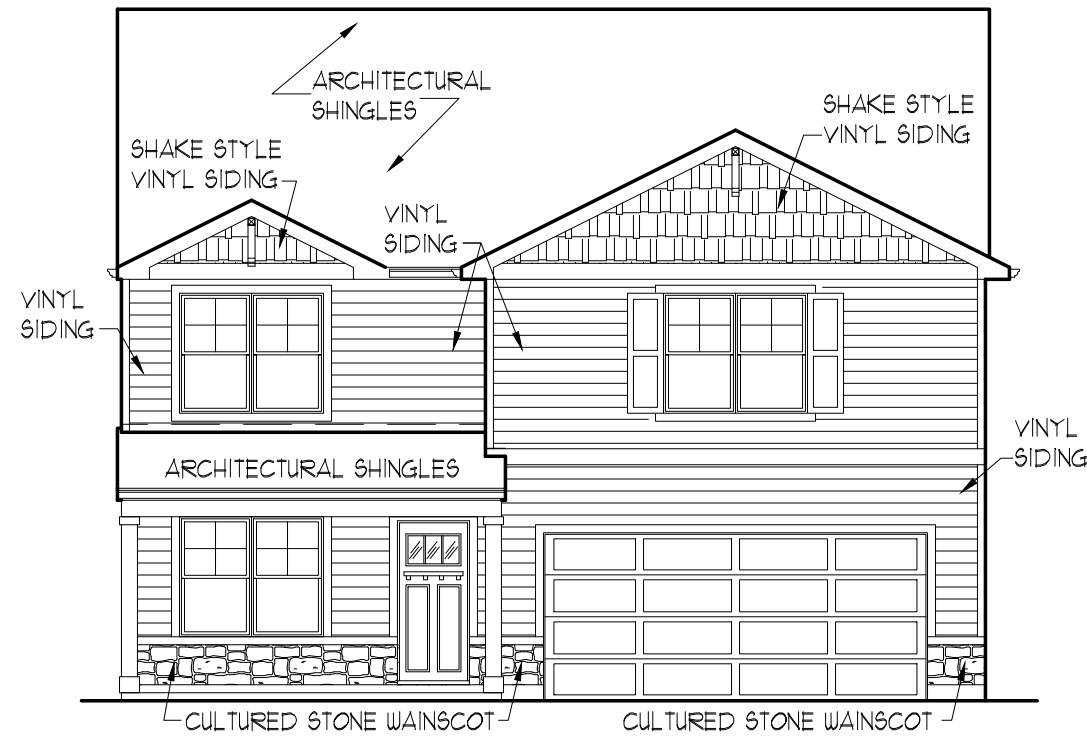 ARCHITECTURAL
SHINGLES
SHAKE STYLE
VINYL SIDING
SHAKE STYLE
VINYL SIDING
VINYL
SIDING
VINYL
SIDING
VINYL
SIDING
ARCHITECTURAL SHINGLES
CULTURED STONE WAINSCOT
CULTURED STONE WAINSCOT